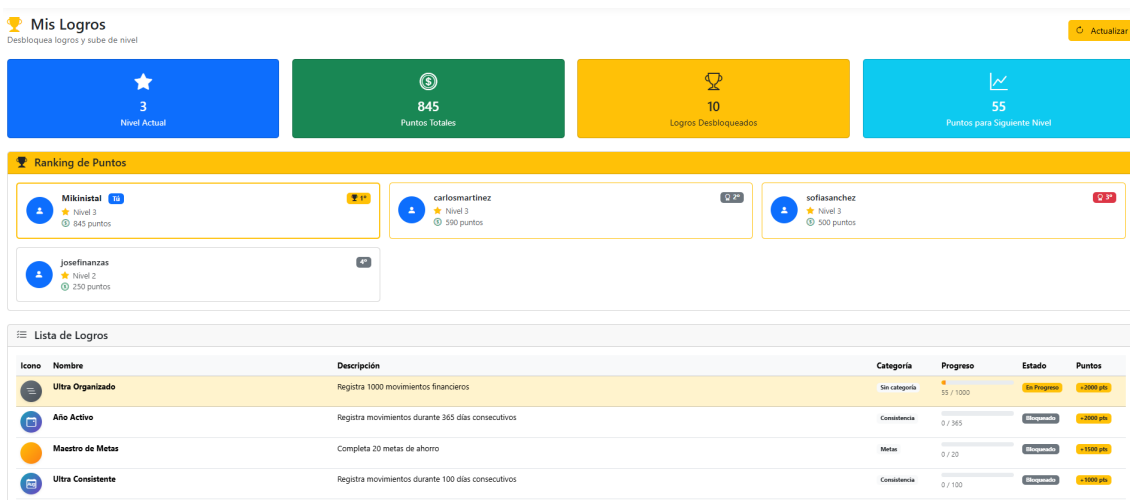 Mis Logros
Desbloquea logros y sube de nivel
Actualizar
3
Nivel Actual
845
Puntos Totales
10
Logros Desbloqueados
55
Puntos para Siguiente Nivel
Ranking de Puntos
Mikinistal Tú 1º
Nivel 3
845 puntos
carlosmartinez 2º
Nivel 3
590 puntos
sofiasanchez 3º
Nivel 3
500 puntos
josefinanzas 4º
Nivel 2
250 puntos
Lista de Logros
Icono Nombre Descripción Categoría Progreso Estado Puntos
Ultra Organizado Registra 1000 movimientos financieros Sin categoría 55 / 1000 En Progreso +2000 pts
Año Activo Registra movimientos durante 365 días consecutivos Consistencia 0 / 365 Bloqueado +2000 pts
Maestro de Metas Completa 20 metas de ahorro Metas 0 / 20 Bloqueado +1500 pts
Ultra Consistente Registra movimientos durante 100 días consecutivos Consistencia 0 / 100 Bloqueado +1000 pts